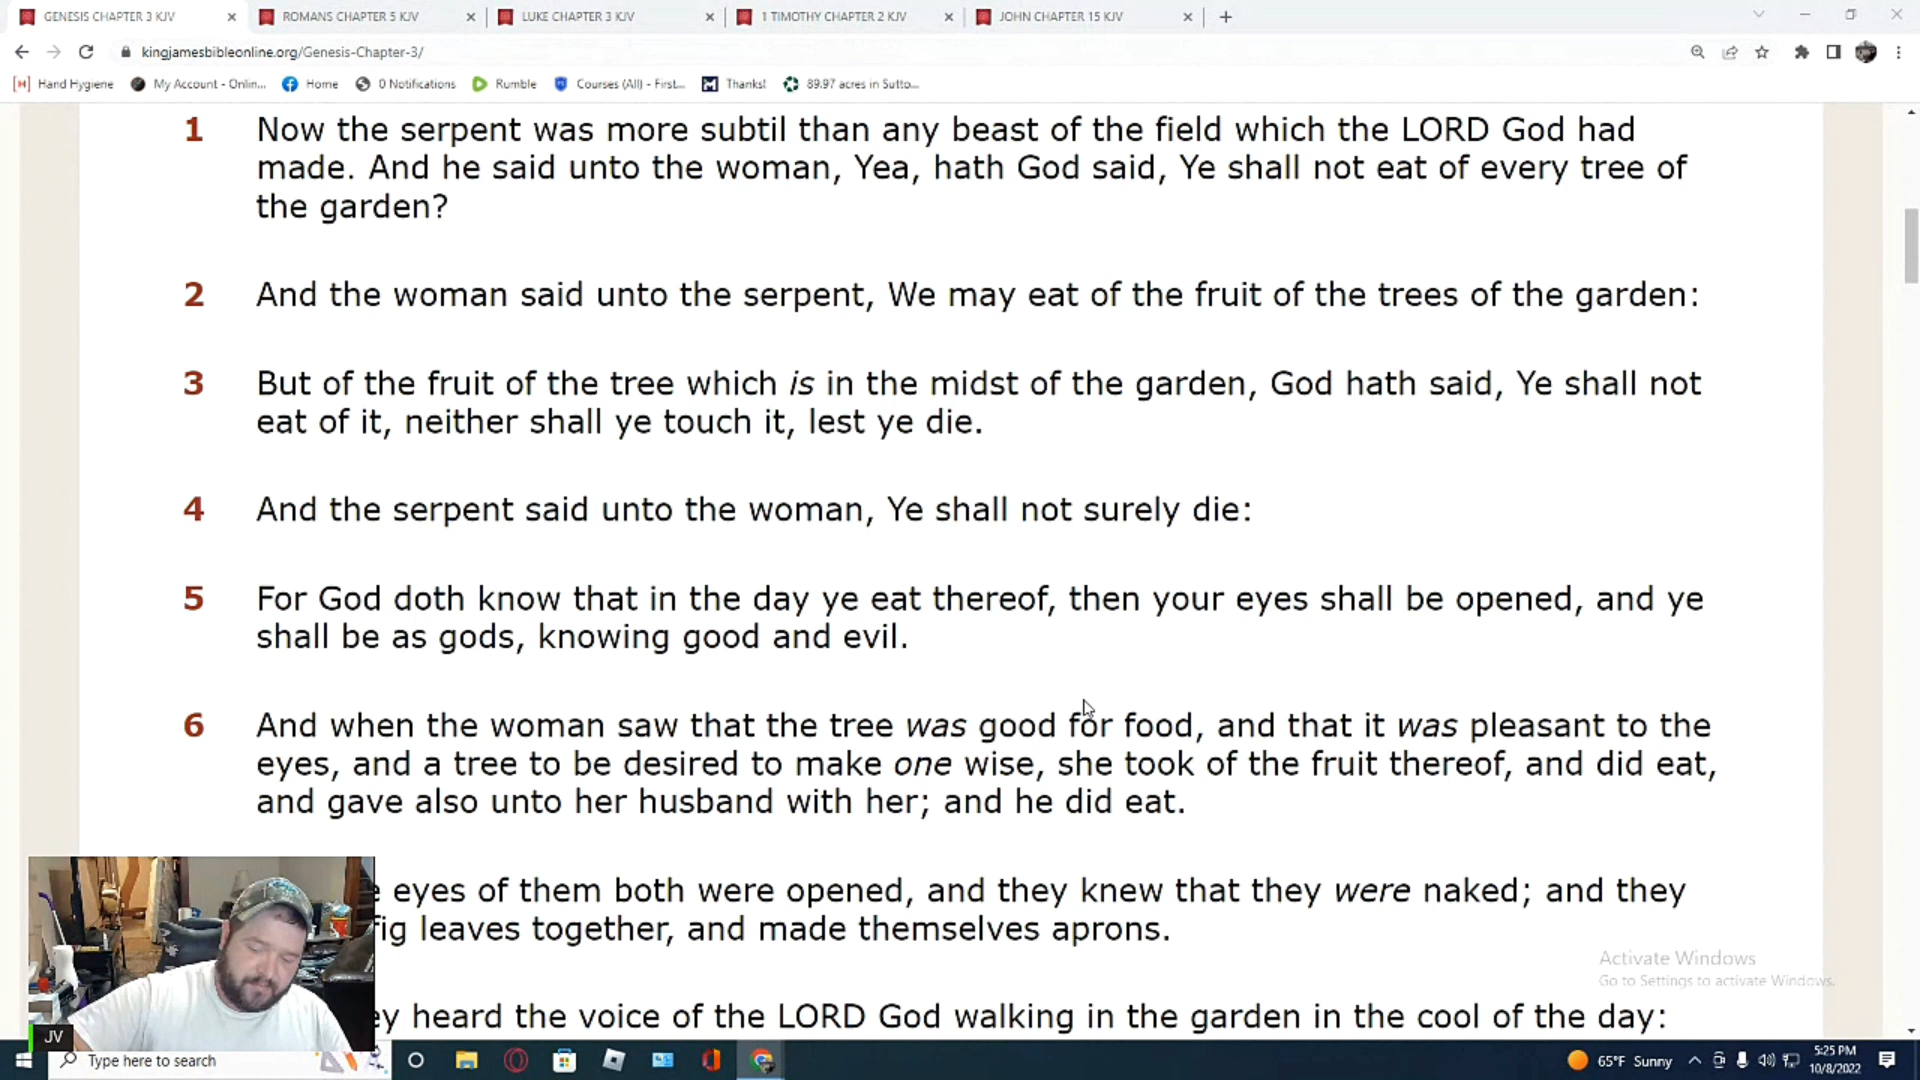 GENESIS CHAPTER 3 KJV
ROMANS CHAPTER 5 KJV
LUKE CHAPTER 3 KJV
1 TIMOTHY CHAPTER 2 KJV
JOHN CHAPTER 15 KJV
kingjamesbibleonline.org/Genesis-Chapter-3/
Hand Hygiene
My Account - Onlin...
Home
0 Notifications
Rumble
Courses (All) - First...
Thanks!
89.97 acres in Sutto...
1 Now the serpent was more subtil than any beast of the field which the LORD God had
made. And he said unto the woman, Yea, hath God said, Ye shall not eat of every tree of
the garden?
2 And the woman said unto the serpent, We may eat of the fruit of the trees of the garden:
3 But of the fruit of the tree which is in the midst of the garden, God hath said, Ye shall not
eat of it, neither shall ye touch it, lest ye die.
4 And the serpent said unto the woman, Ye shall not surely die:
5 For God doth know that in the day ye eat thereof, then your eyes shall be opened, and ye
shall be as gods, knowing good and evil.
6 And when the woman saw that the tree was good for food, and that it was pleasant to the
eyes, and a tree to be desired to make one wise, she took of the fruit thereof, and did eat,
and gave also unto her husband with her; and he did eat.
e eyes of them both were opened, and they knew that they were naked; and they
fig leaves together, and made themselves aprons.
ey heard the voice of the LORD God walking in the garden in the cool of the day:
Activate Windows
Go to Settings to activate Windows.
JV
Type here to search
65°F Sunny
5:25 PM
10/8/2022